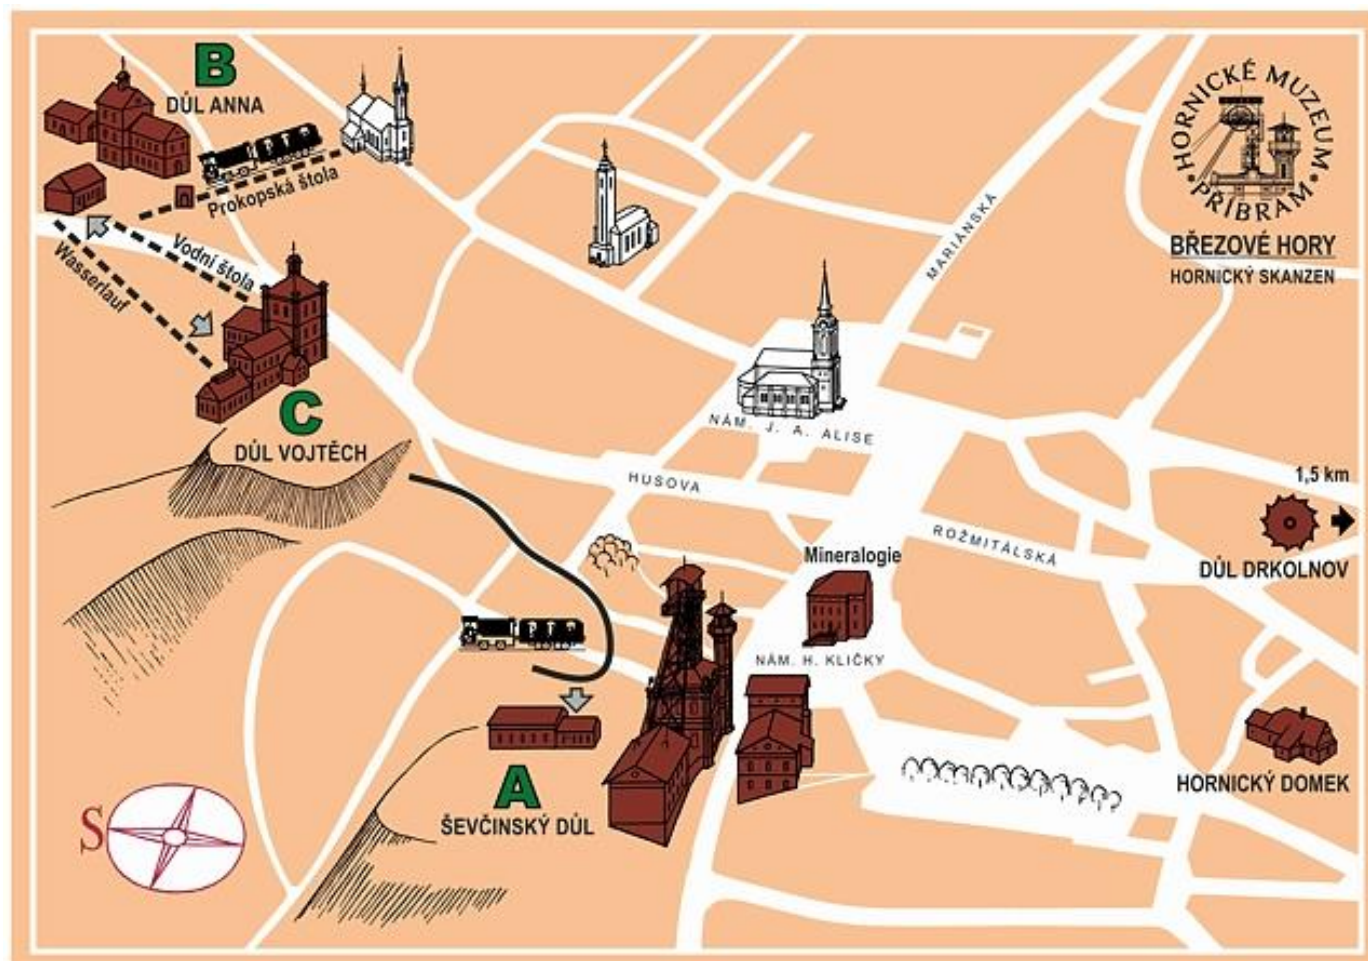 B
DŮL ANNA
Prokopská štola
Vodní štola
Wasserlauf
C
DŮL VOJTĚCH
MARIÁNSKÁ
HORNICKÉ MUZEUM
PŘÍBRAM
BŘEZOVÉ HORY
HORNICKÝ SKANZEN
NÁM. J. A. ALISE
HUSOVA
ROŽMITÁLSKÁ
1,5 km
DŮL DRKOLNOV
Mineralogie
NÁM. H. KLIČKY
A
ŠEVČINSKÝ DŮL
HORNICKÝ DOMEK
S